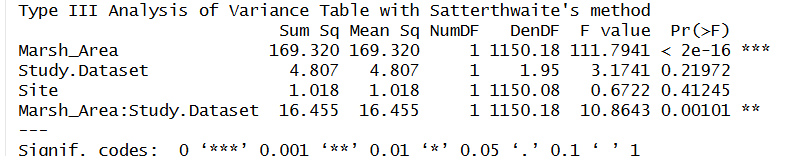 Type III Analysis of Variance Table with Satterthwaite's method
Sum Sq Mean Sq NumDF DenDF F value Pr(>F)
Marsh_Area 169.320 169.320 1 1150.18 111.7941 < 2e-16 ***
Study.Dataset 4.807 4.807 1 1.95 3.1741 0.21972
Site 1.018 1.018 1 1150.08 0.6722 0.41245
Marsh_Area:Study.Dataset 16.455 16.455 1 1150.18 10.8643 0.00101 **
---
Signif. codes: 0 ‘***’ 0.001 ‘**’ 0.01 ‘*’ 0.05 ‘.’ 0.1 ‘ ’ 1